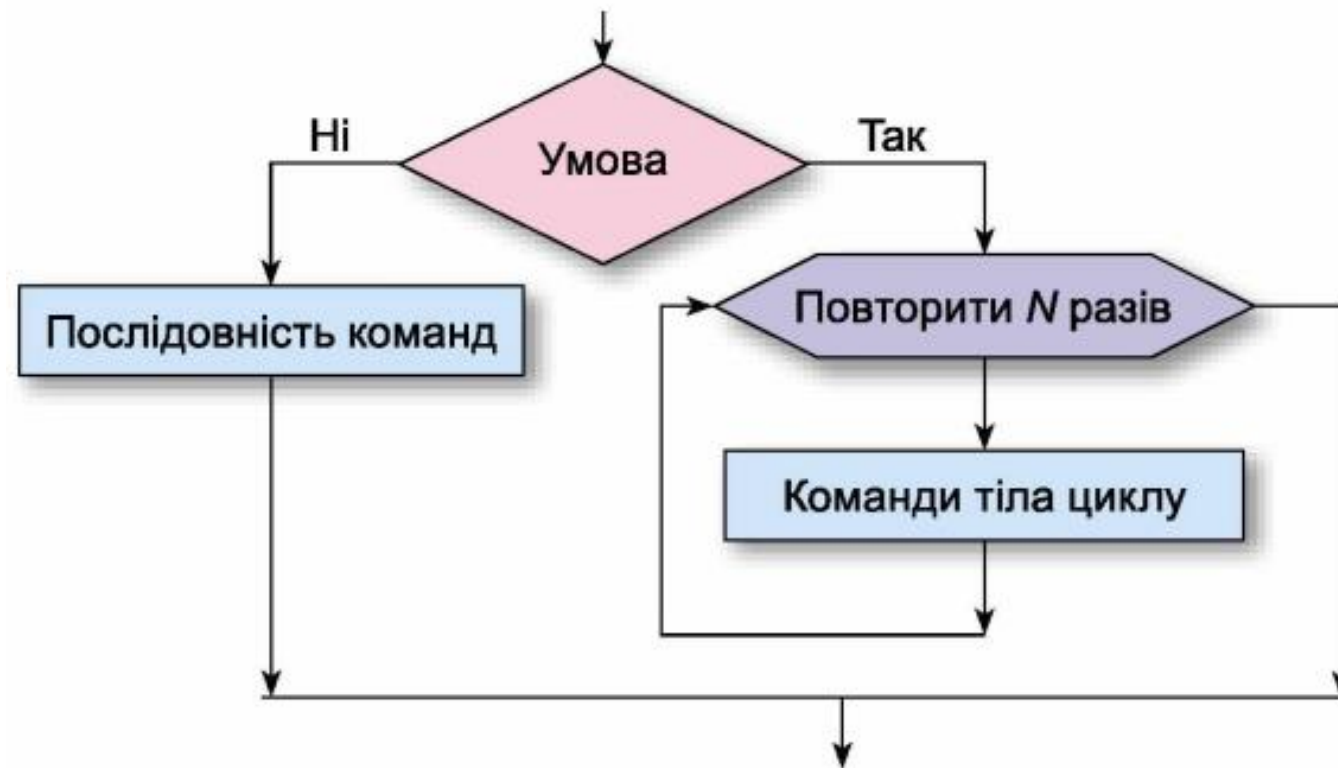 Ні
Умова
Так
Послідовність команд
Повторити N разів
Команди тіла циклу